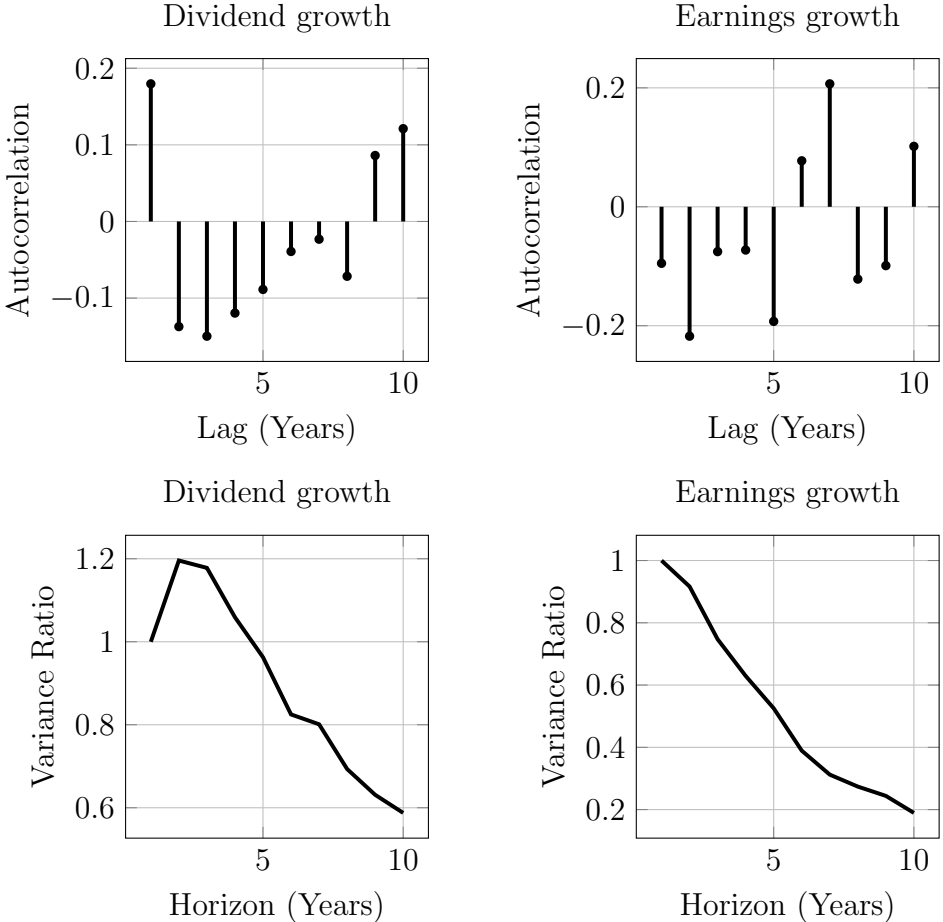 Dividend growth
Earnings growth
0.2
0.1
0
−0.1
Autocorrelation
5
10
Lag (Years)
0.2
0
−0.2
Autocorrelation
5
10
Lag (Years)
Dividend growth
Earnings growth
1.2
1
0.8
0.6
Variance Ratio
5
10
Horizon (Years)
1
0.8
0.6
0.4
0.2
Variance Ratio
5
10
Horizon (Years)